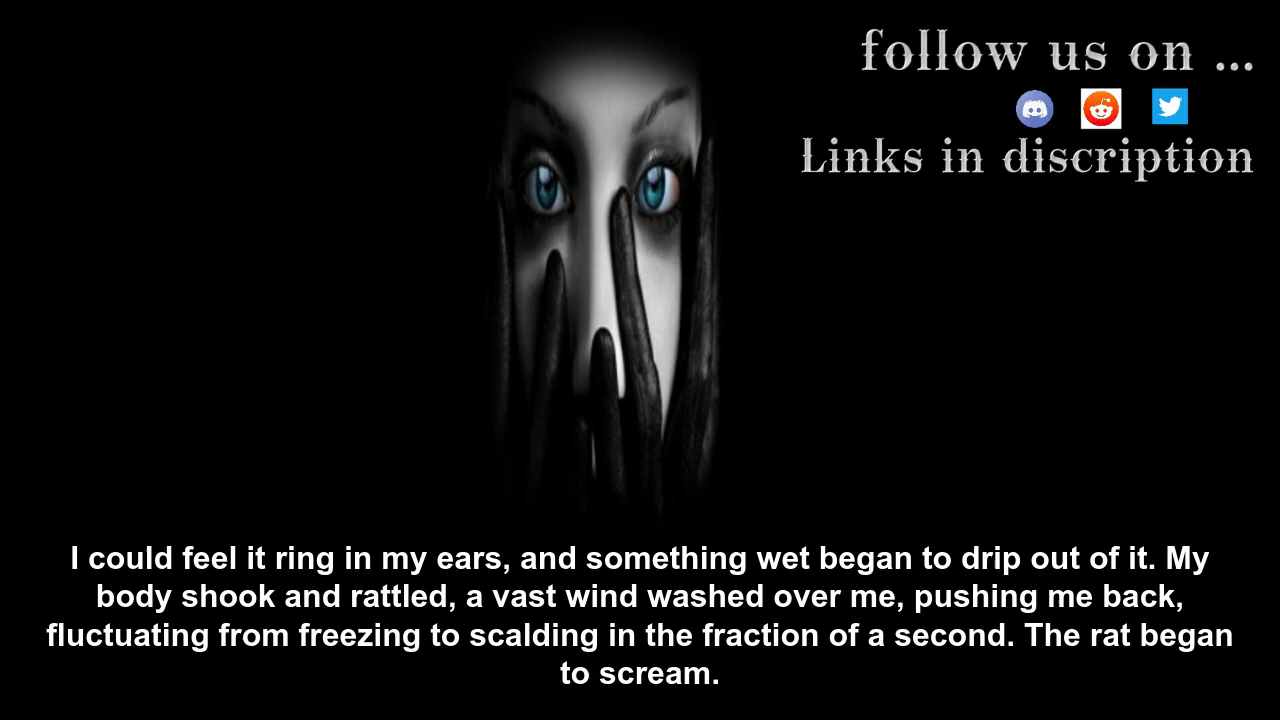 follow us on ...
Links in discription
I could feel it ring in my ears, and something wet began to drip out of it. My
body shook and rattled, a vast wind washed over me, pushing me back,
fluctuating from freezing to scalding in the fraction of a second. The rat began
to scream.